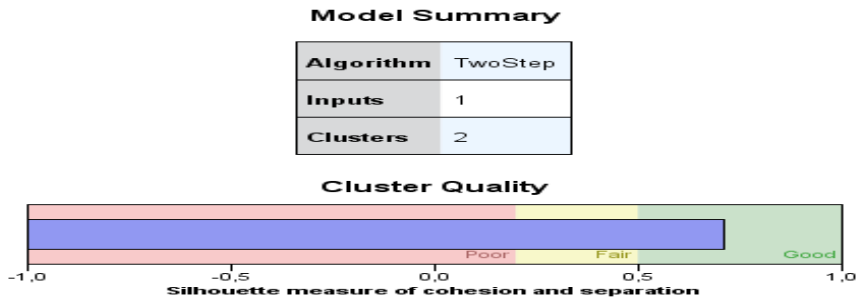 Model Summary
Algorithm TwoStep
Inputs 1
Clusters 2
Cluster Quality
Poor Fair Good
-1,0 -0,5 0,0 0,5 1,0
Silhouette measure of cohesion and separation